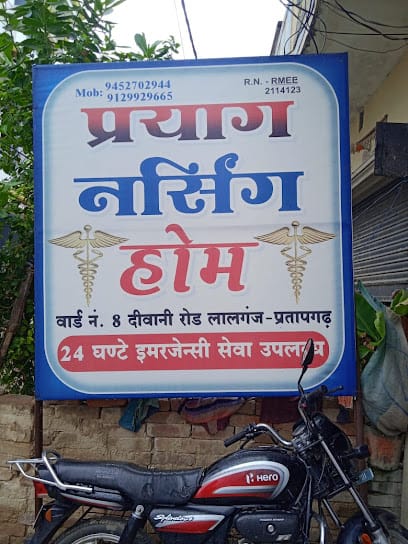 Mob: 9452702944
9129929665
R.N. - RMEE
2114123
प्रयाग
नर्सिंग
होम
वार्ड नं. 8 दीवानी रोड लालगंज-प्रतापगढ़
24 घण्टे इमरजेन्सी सेवा उपलब्ध
Hero
Splendor+